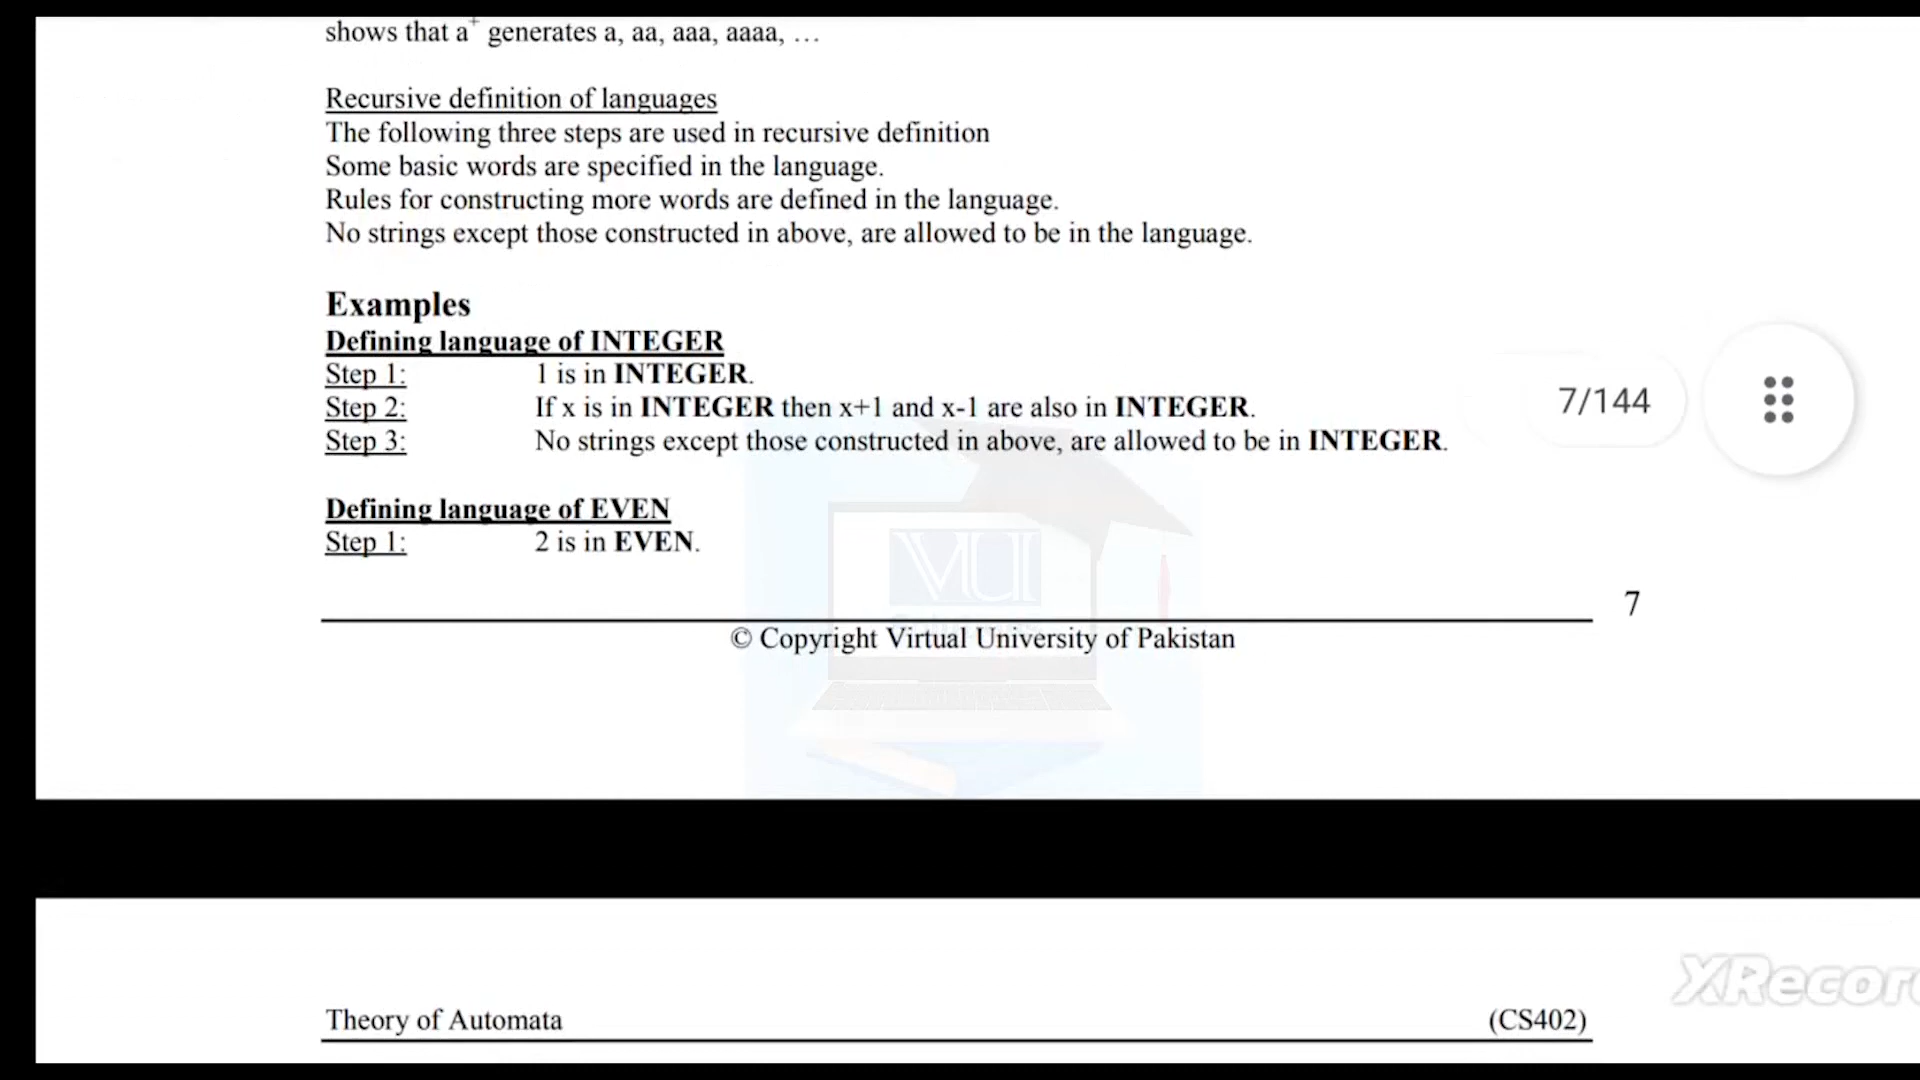 shows that a⁺ generates a, aa, aaa, aaaa, …
Recursive definition of languages
The following three steps are used in recursive definition
Some basic words are specified in the language.
Rules for constructing more words are defined in the language.
No strings except those constructed in above, are allowed to be in the language.
Examples
Defining language of INTEGER
Step 1: 1 is in INTEGER.
Step 2: If x is in INTEGER then x+1 and x-1 are also in INTEGER.
Step 3: No strings except those constructed in above, are allowed to be in INTEGER.
7/144
Defining language of EVEN
Step 1: 2 is in EVEN.
VU
7
© Copyright Virtual University of Pakistan
XRecor
Theory of Automata (CS402)